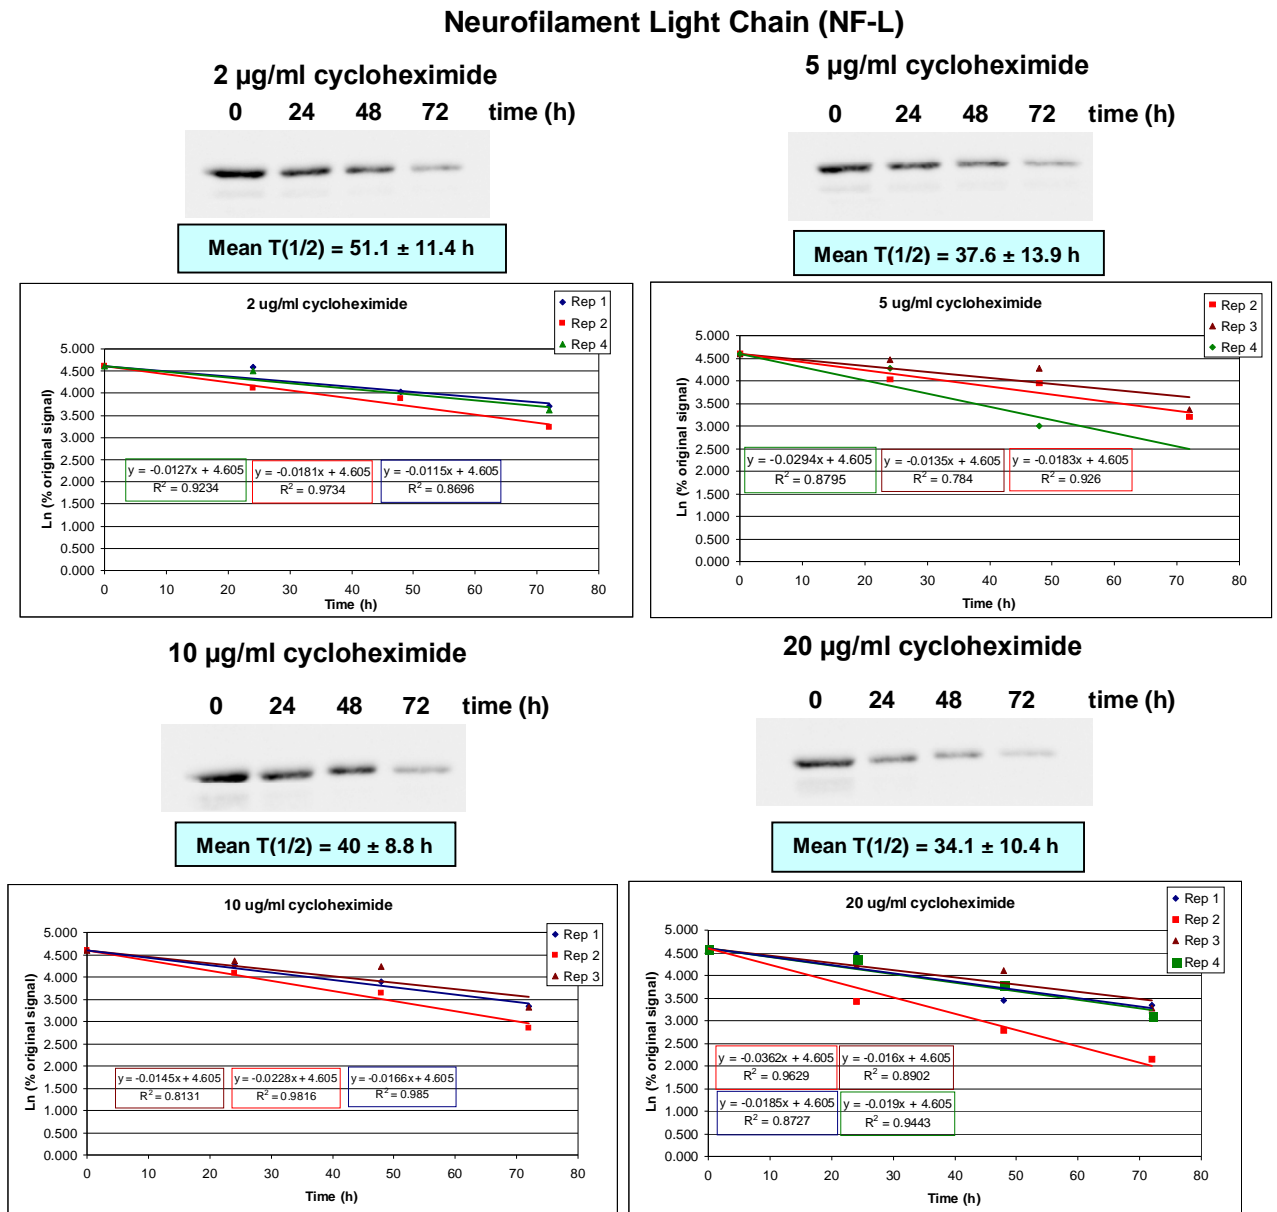 Neurofilament Light Chain (NF-L)
2 µg/ml cycloheximide
0 24 48 72 time (h)
Mean T(1/2) = 51.1 ± 11.4 h
2 ug/ml cycloheximide
Rep 1
Rep 2
Rep 4
Ln (% original signal)
5.000
4.500
4.000
3.500
3.000
2.500
2.000
1.500
1.000
0.500
0.000
y = -0.0127x + 4.605
R² = 0.9234
y = -0.0181x + 4.605
R² = 0.9734
y = -0.0115x + 4.605
R² = 0.8696
0 10 20 30 40 50 60 70 80
Time (h)
5 µg/ml cycloheximide
0 24 48 72 time (h)
Mean T(1/2) = 37.6 ± 13.9 h
5 ug/ml cycloheximide
Rep 2
Rep 3
Rep 4
Ln (% original signal)
5.000
4.500
4.000
3.500
3.000
2.500
2.000
1.500
1.000
0.500
0.000
y = -0.0294x + 4.605
R² = 0.8795
y = -0.0135x + 4.605
R² = 0.784
y = -0.0183x + 4.605
R² = 0.926
0 10 20 30 40 50 60 70 80
Time (h)
10 µg/ml cycloheximide
0 24 48 72 time (h)
Mean T(1/2) = 40 ± 8.8 h
10 ug/ml cycloheximide
Rep 1
Rep 2
Rep 3
Ln (% original signal)
5.000
4.500
4.000
3.500
3.000
2.500
2.000
1.500
1.000
0.500
0.000
y = -0.0145x + 4.605
R² = 0.8131
y = -0.0228x + 4.605
R² = 0.9816
y = -0.0166x + 4.605
R² = 0.985
0 10 20 30 40 50 60 70 80
Time (h)
20 µg/ml cycloheximide
0 24 48 72 time (h)
Mean T(1/2) = 34.1 ± 10.4 h
20 ug/ml cycloheximide
Rep 1
Rep 2
Rep 3
Rep 4
Ln (% original signal)
5.000
4.500
4.000
3.500
3.000
2.500
2.000
1.500
1.000
0.500
0.000
y = -0.0362x + 4.605
R² = 0.9629
y = -0.016x + 4.605
R² = 0.8902
y = -0.0185x + 4.605
R² = 0.8727
y = -0.019x + 4.605
R² = 0.9443
0 10 20 30 40 50 60 70 80
Time (h)